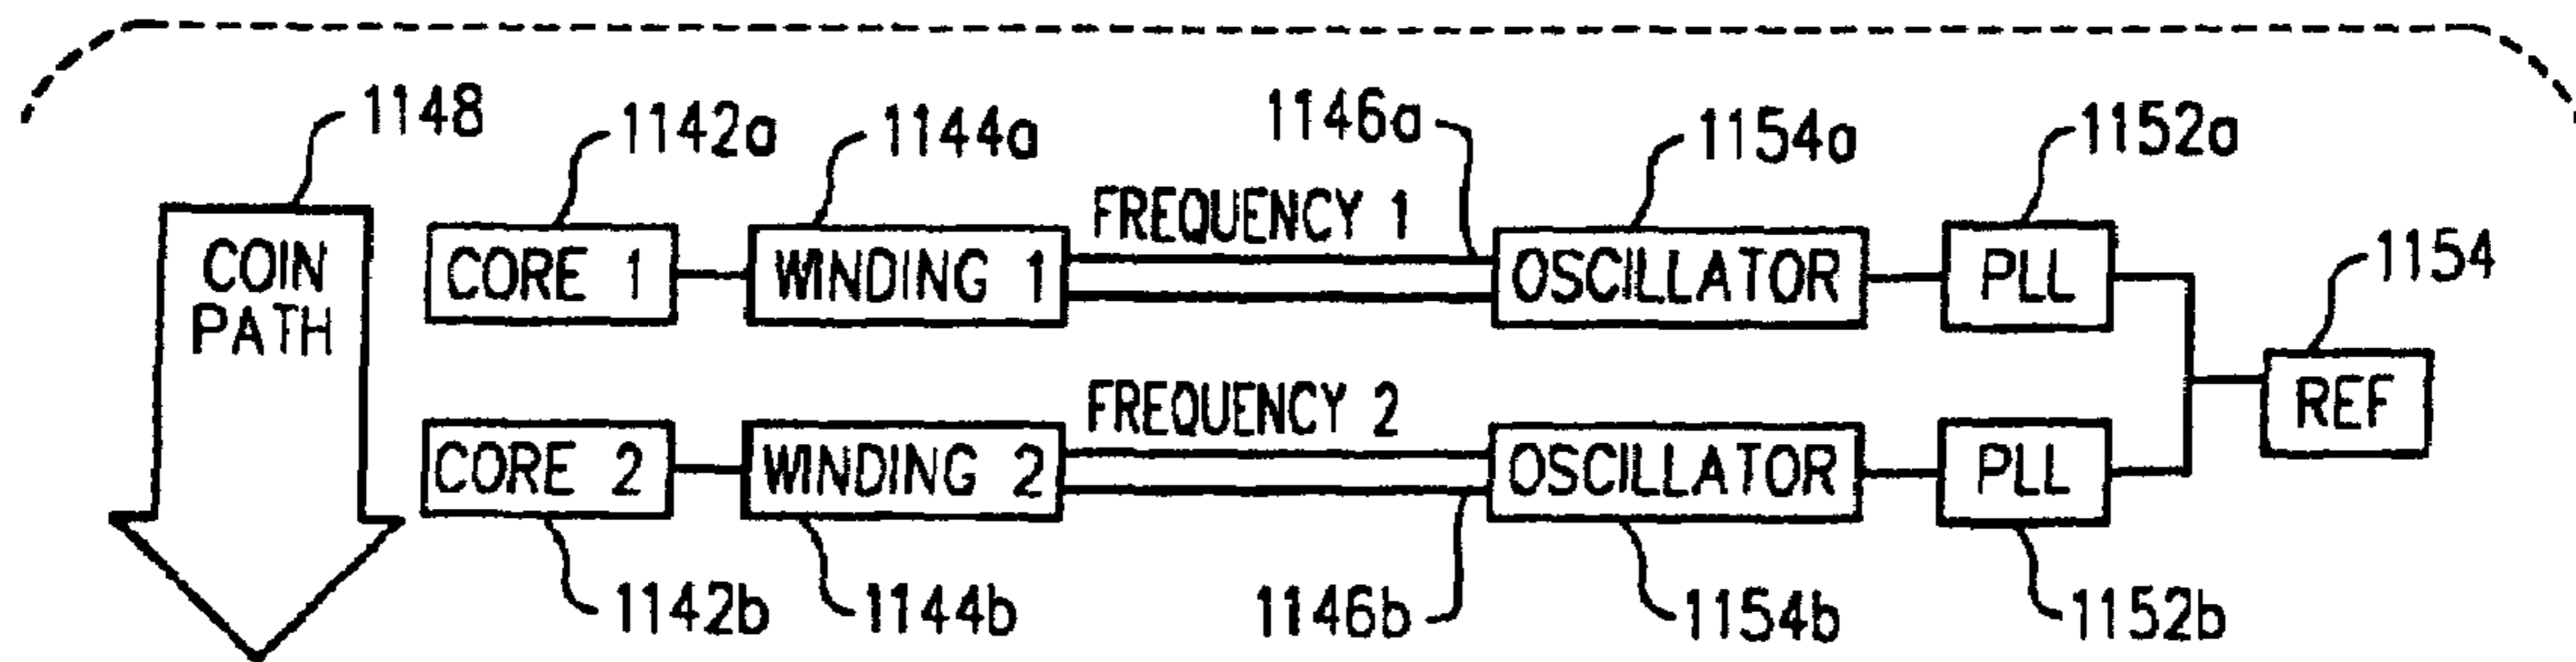 1148
1142a
1144a
1146a
1154a
1152a
1154
COIN
PATH
CORE 1
WINDING 1
FREQUENCY 1
OSCILLATOR
PLL
REF
CORE 2
WINDING 2
FREQUENCY 2
OSCILLATOR
PLL
1142b
1144b
1146b
1154b
1152b